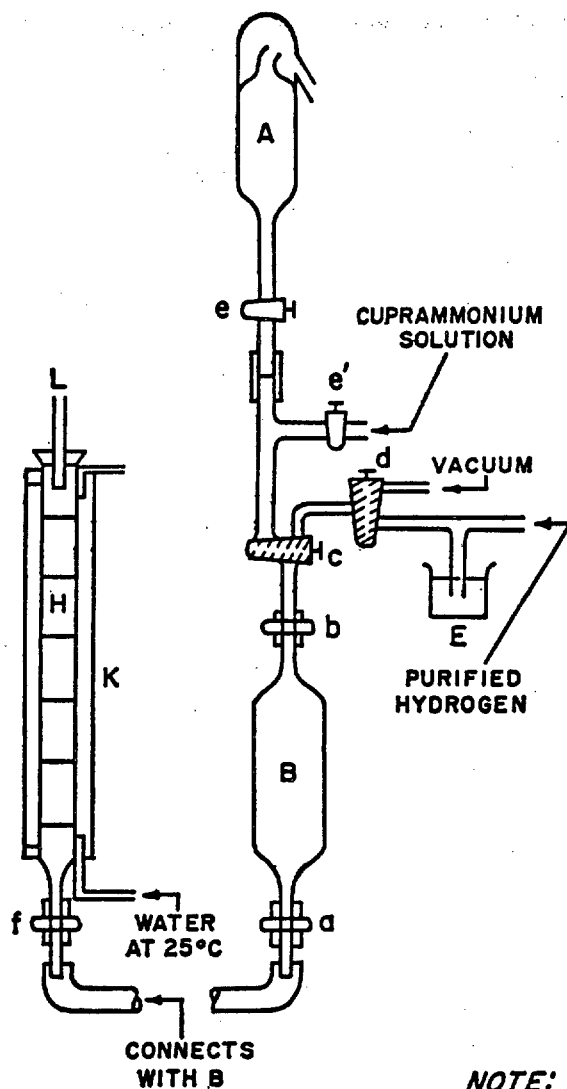 A
e
CUPRAMMONIUM
SOLUTION
e'
L
d
VACUUM
c
H
b
E
K
PURIFIED
HYDROGEN
B
f
WATER
AT 25°C
a
CONNECTS
WITH B
NOTE: